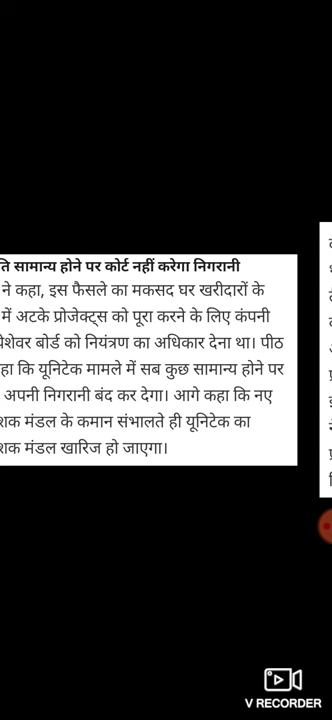 ति सामान्य होने पर कोर्ट नहीं करेगा निगरानी
ने कहा, इस फैसले का मकसद घर खरीदारों के
में अटके प्रोजेक्ट्स को पूरा करने के लिए कंपनी
पेशेवर बोर्ड को नियंत्रण का अधिकार देना था। पीठ
हा कि यूनिटेक मामले में सब कुछ सामान्य होने पर
अपनी निगरानी बंद कर देगा। आगे कहा कि नए
शक मंडल के कमान संभालते ही यूनिटेक का
शक मंडल खारिज हो जाएगा।
V RECORDER